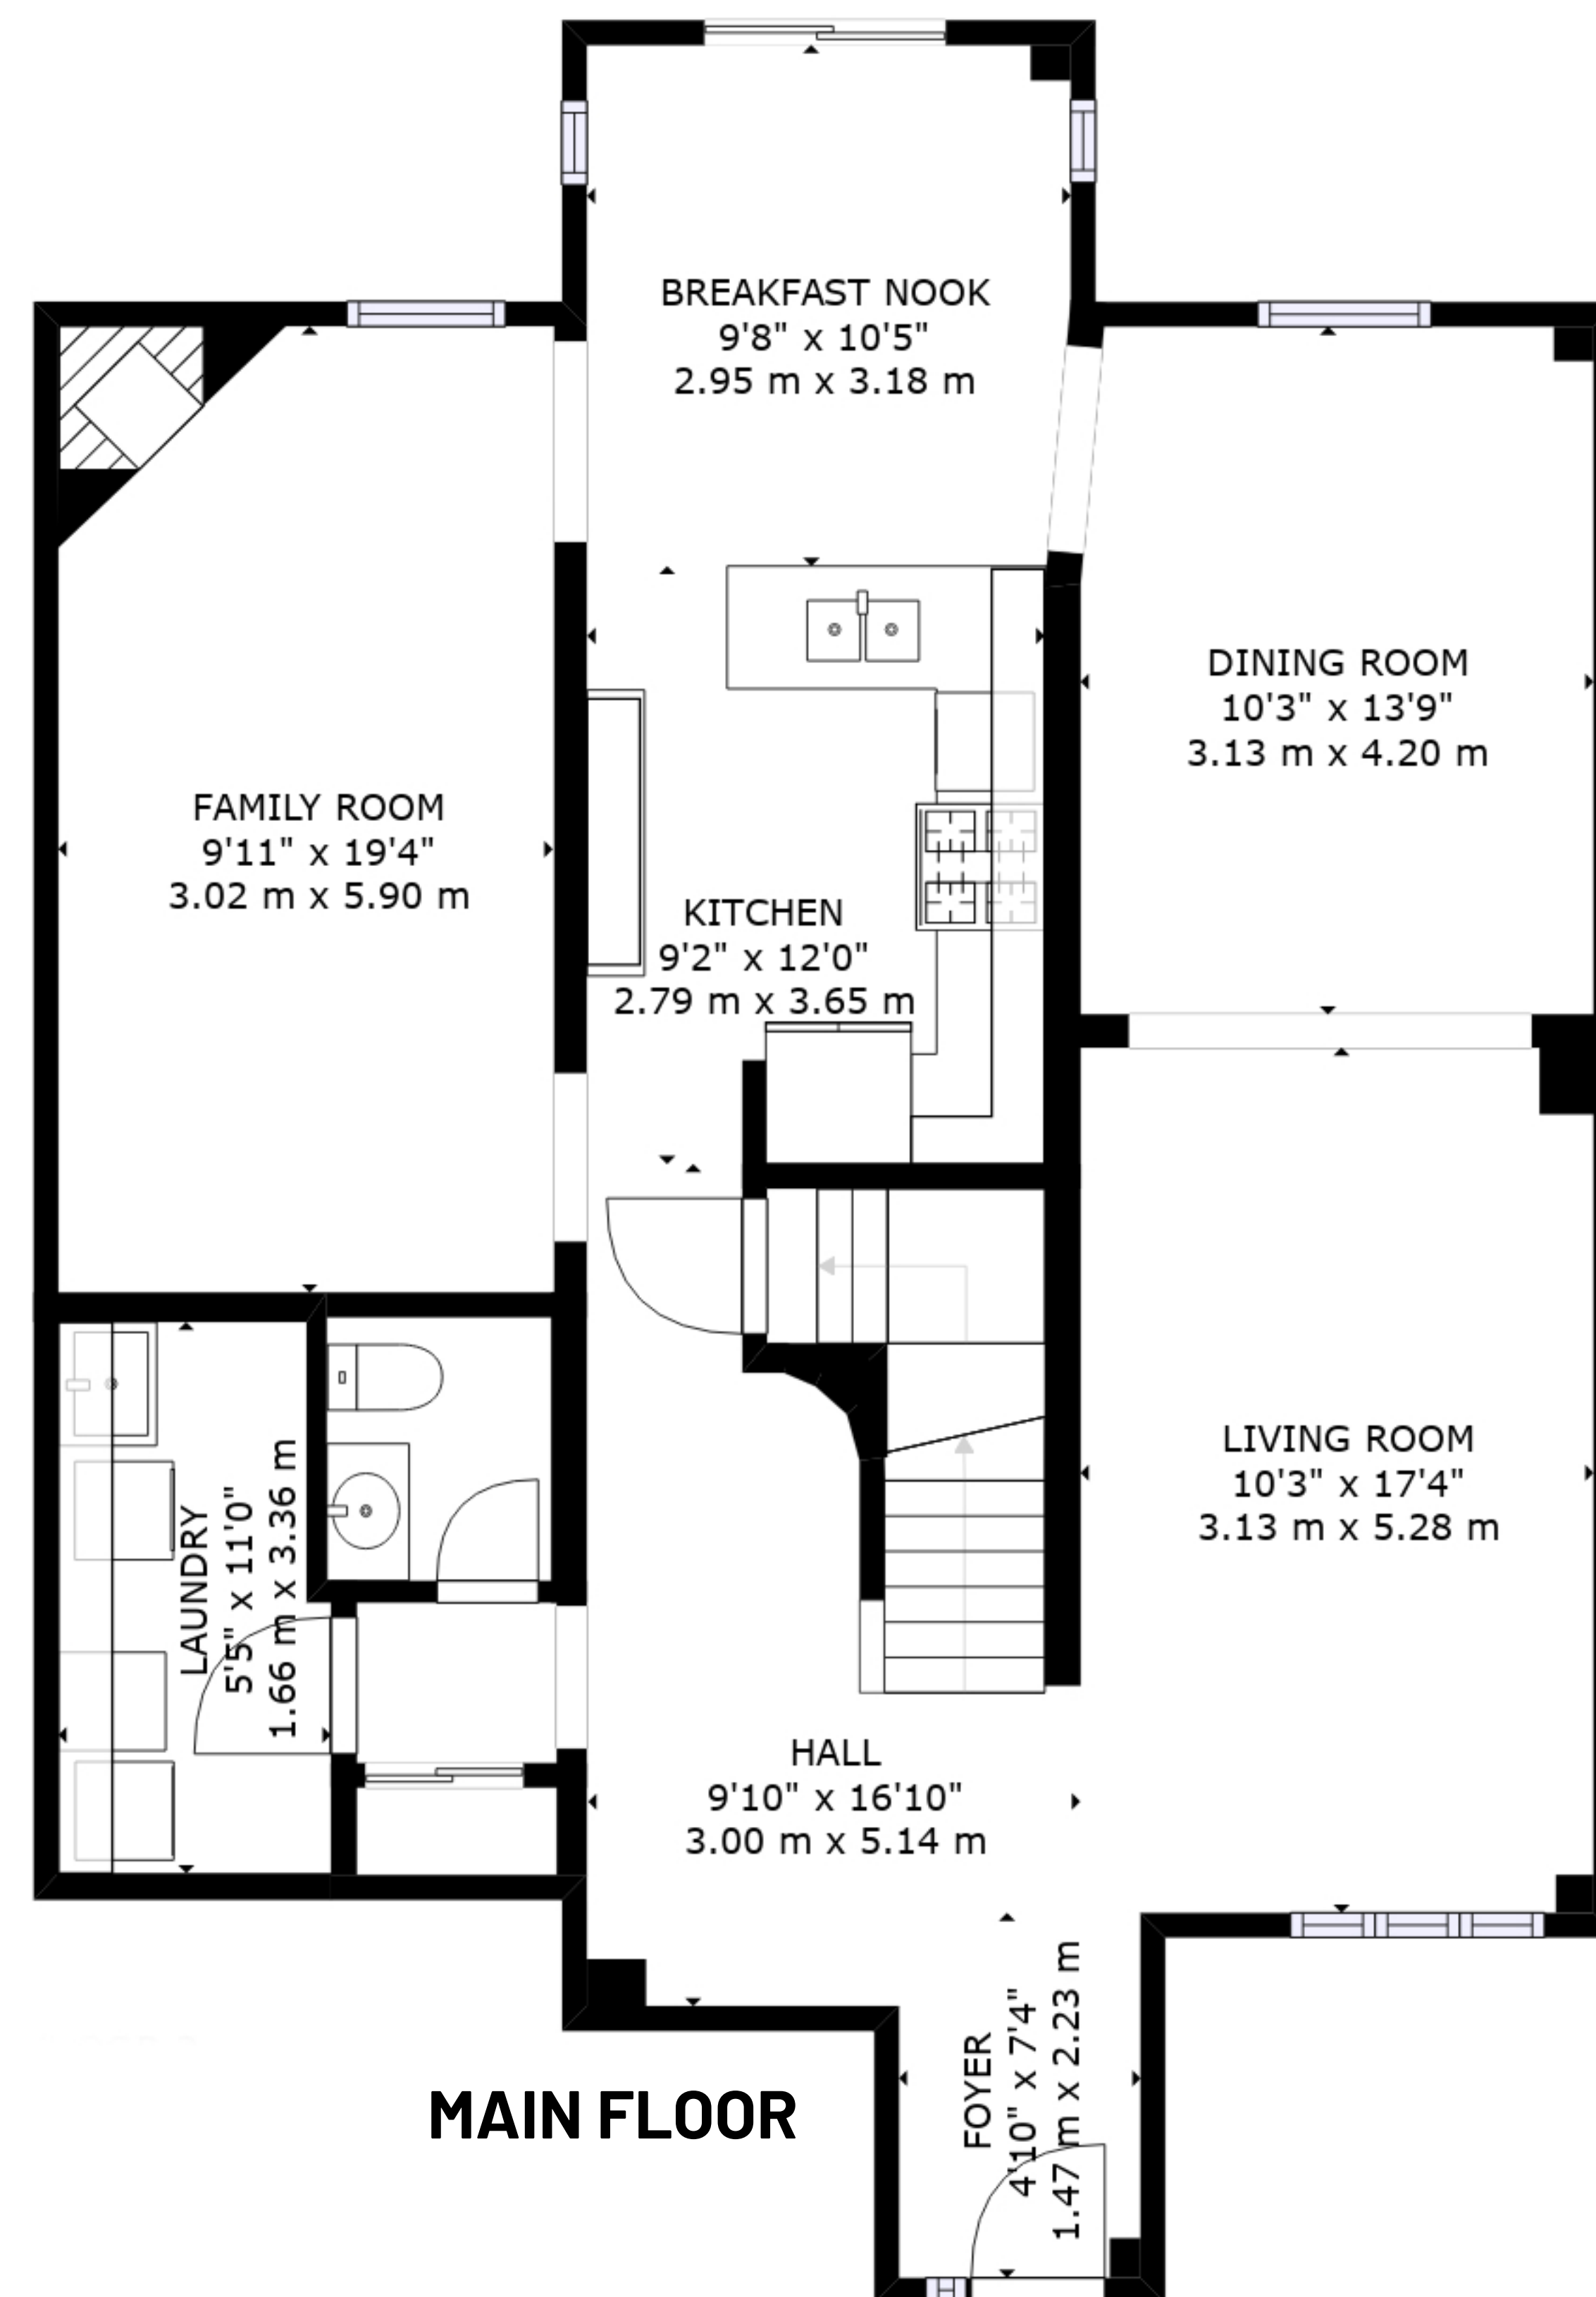 BREAKFAST NOOK
9'8" x 10'5"
2.95 m x 3.18 m
DINING ROOM
10'3" x 13'9"
3.13 m x 4.20 m
FAMILY ROOM
9'11" x 19'4"
3.02 m x 5.90 m
KITCHEN
9'2" x 12'0"
2.79 m x 3.65 m
LIVING ROOM
10'3" x 17'4"
3.13 m x 5.28 m
LAUNDRY
5'5" x 11'0"
1.66 m x 3.36 m
HALL
9'10" x 16'10"
3.00 m x 5.14 m
FOYER
4'10" x 7'4"
1.47 m x 2.23 m
MAIN FLOOR